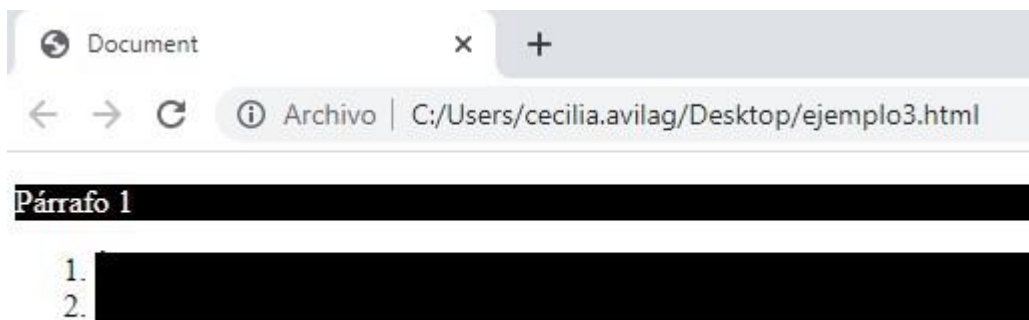 Document
Archivo | C:/Users/cecilia.avilag/Desktop/ejemplo3.html
Párrafo 1
1.
2.